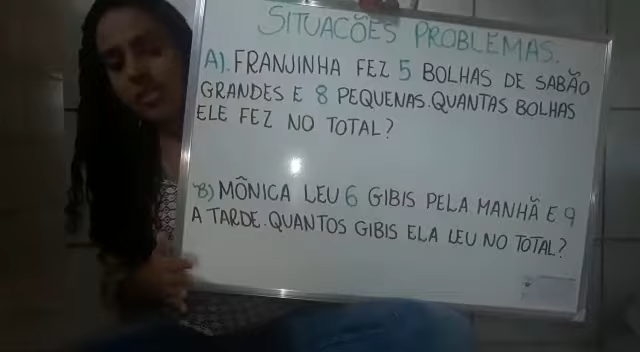 SITUACÕES PROBLEMAS.
A). FRANJINHA FEZ 5 BOLHAS DE SABÃO
GRANDES E 8 PEQUENAS. QUANTAS BOLHAS
ELE FEZ NO TOTAL?
B) MÔNICA LEU 6 GIBIS PELA MANHÃ E 9
A TARDE. QUANTOS GIBIS ELA LEU NO TOTAL?